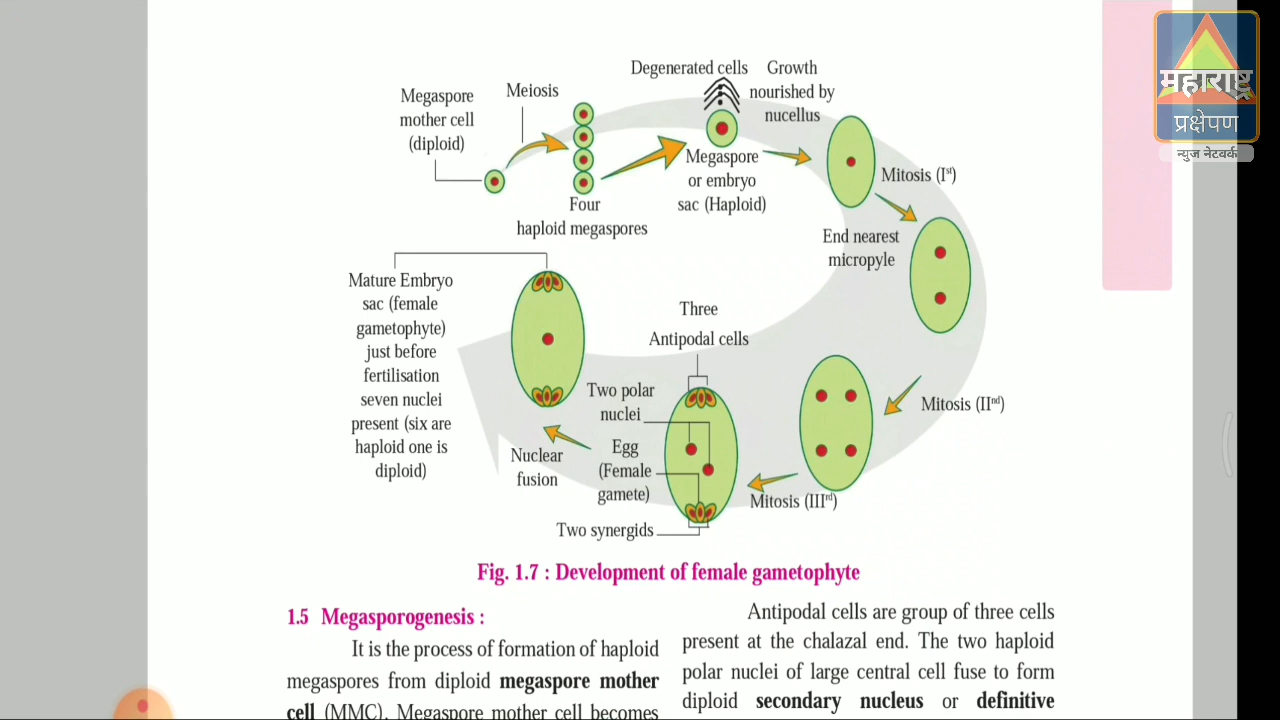 महाराष्ट्र
प्रक्षेपण
न्युज नेटवर्क
Degenerated cells
Growth
nourished by
nucellus
Meiosis
Megaspore
mother cell
(diploid)
Four
haploid megaspores
Megaspore
or embryo
sac (Haploid)
Mitosis (Ist)
End nearest
micropyle
Mature Embryo
sac (female
gametophyte)
just before
fertilisation
seven nuclei
present (six are
haploid one is
diploid)
Three
Antipodal cells
Two polar
nuclei
Mitosis (IInd)
Egg
(Female
gamete)
Nuclear
fusion
Mitosis (IIIrd)
Two synergids
Fig. 1.7 : Development of female gametophyte
1.5 Megasporogenesis :
It is the process of formation of haploid
megaspores from diploid megaspore mother
cell (MMC). Megaspore mother cell becomes
Antipodal cells are group of three cells
present at the chalazal end. The two haploid
polar nuclei of large central cell fuse to form
diploid secondary nucleus or definitive